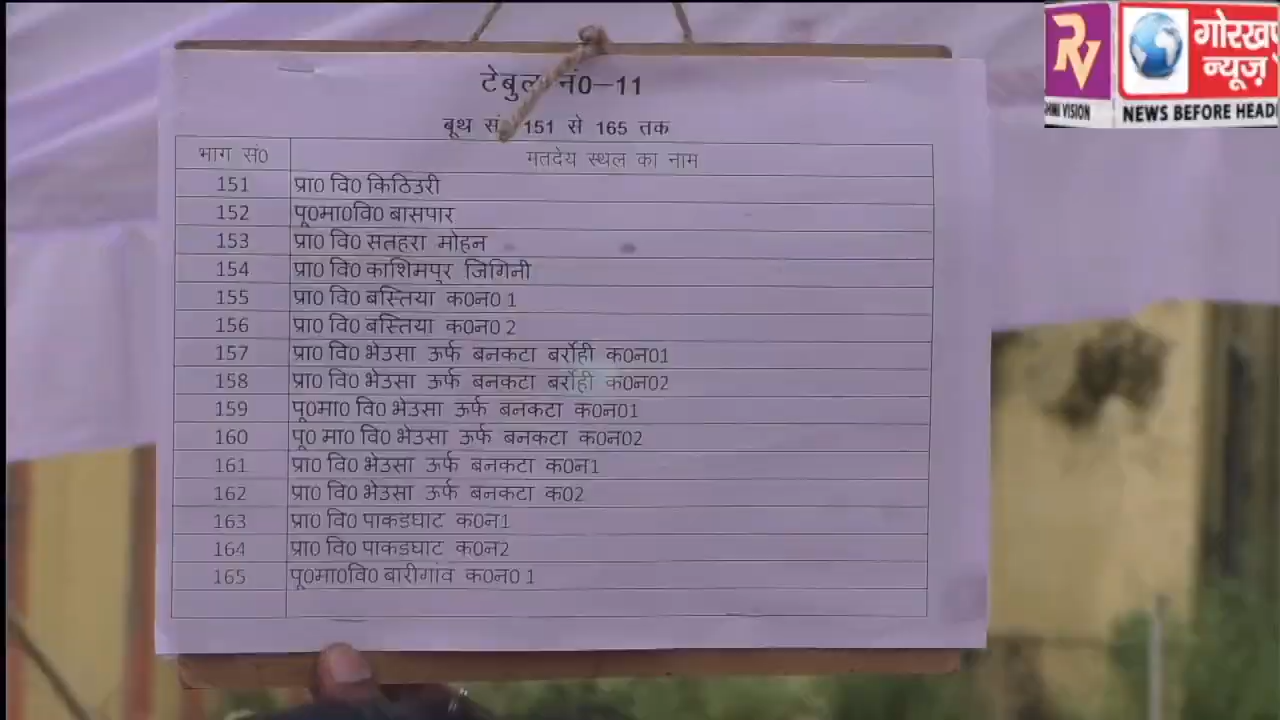 टेबुल नं0–11
बूथ सं0 151 से 165 तक
भाग सं0 मतदेय स्थल का नाम
151 प्रा0 वि0 किठिउरी
152 पू0मा0वि0 बासपार
153 प्रा0 वि0 सतहरा मोहन
154 प्रा0 वि0 काशिमपुर जिगिनी
155 प्रा0 वि0 बस्तिया क0न0 1
156 प्रा0 वि0 बस्तिया क0न0 2
157 प्रा0 वि0 भेउसा ऊर्फ बनकटा बर्रोही क0न01
158 प्रा0 वि0 भेउसा ऊर्फ बनकटा बर्रोही क0न02
159 पू0मा0 वि0 भेउसा ऊर्फ बनकटा क0न01
160 पू0 मा0 वि0 भेउसा ऊर्फ बनकटा क0न02
161 प्रा0 वि0 भेउसा ऊर्फ बनकटा क0न1
162 प्रा0 वि0 भेउसा ऊर्फ बनकटा क02
163 प्रा0 वि0 पाकडघाट क0न1
164 प्रा0 वि0 पाकडघाट क0न2
165 पू0मा0वि0 बारीगांव क0न0 1
RV
VISION
न्यूज़
NEWS BEFORE